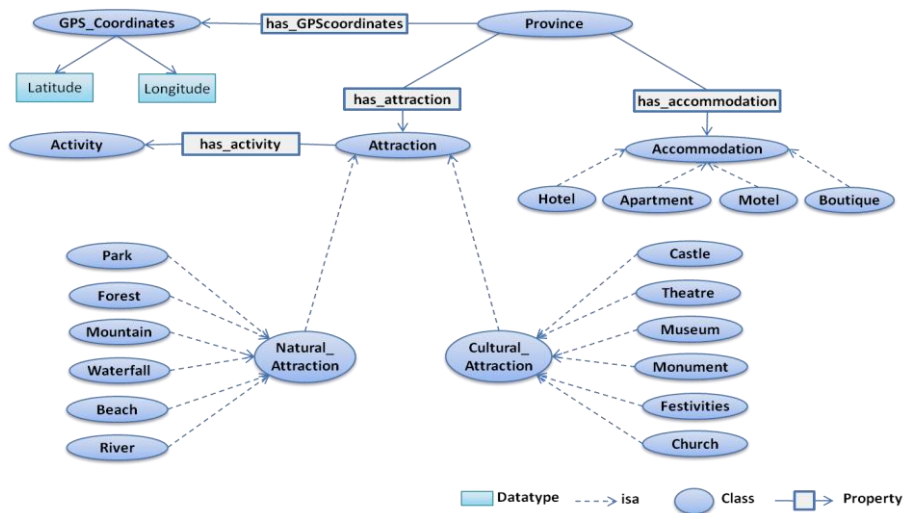 GPS_Coordinates
has_GPScoordinates
Province
Latitude
Longitude
has_attraction
has_accommodation
Activity
has_activity
Attraction
Accommodation
Hotel
Apartment
Motel
Boutique
Park
Forest
Mountain
Waterfall
Beach
River
Natural_
Attraction
Cultural_
Attraction
Castle
Theatre
Museum
Monument
Festivities
Church
Datatype
isa
Class
Property